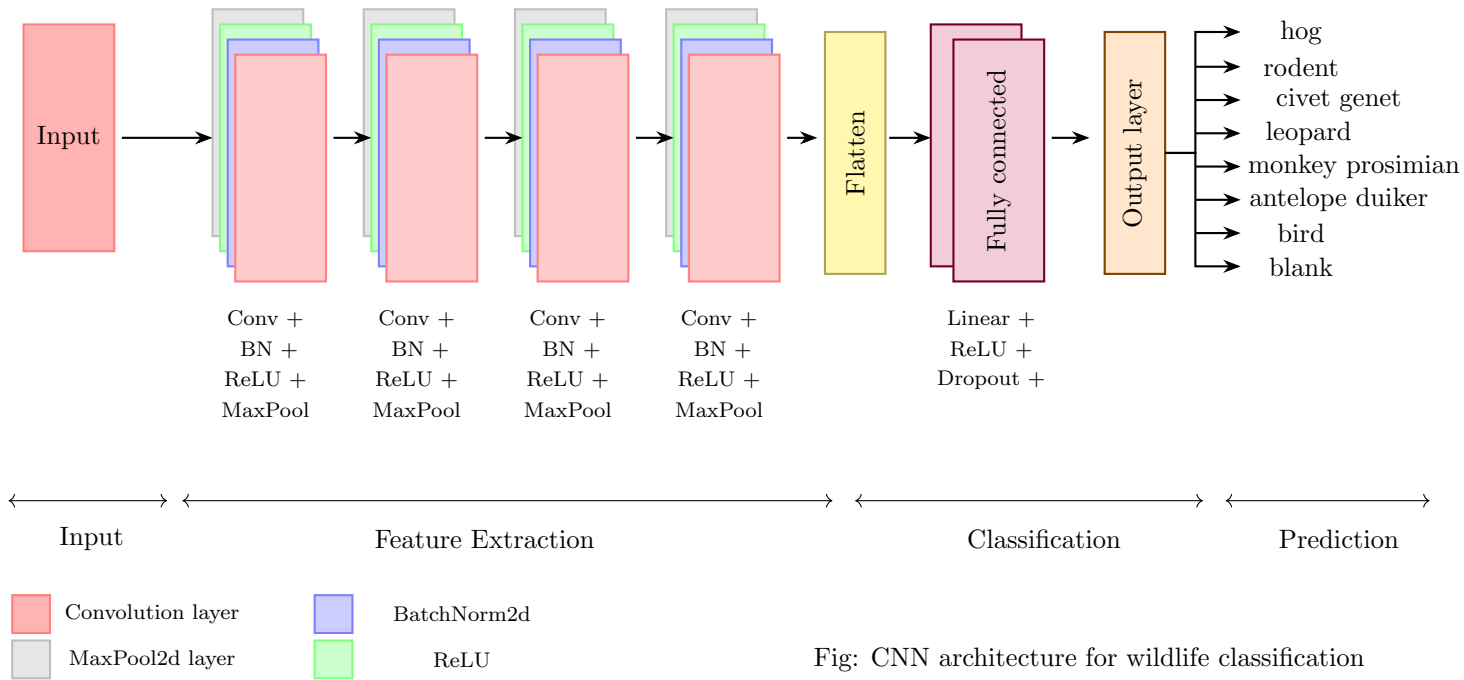 Input
Flatten
Fully connected
Output layer
hog
rodent
civet genet
leopard
monkey prosimian
antelope duiker
bird
blank
Conv +
BN +
ReLU +
MaxPool
Conv +
BN +
ReLU +
MaxPool
Conv +
BN +
ReLU +
MaxPool
Conv +
BN +
ReLU +
MaxPool
Linear +
ReLU +
Dropout +
Input
Feature Extraction
Classification
Prediction
Convolution layer
BatchNorm2d
MaxPool2d layer
ReLU
Fig: CNN architecture for wildlife classification